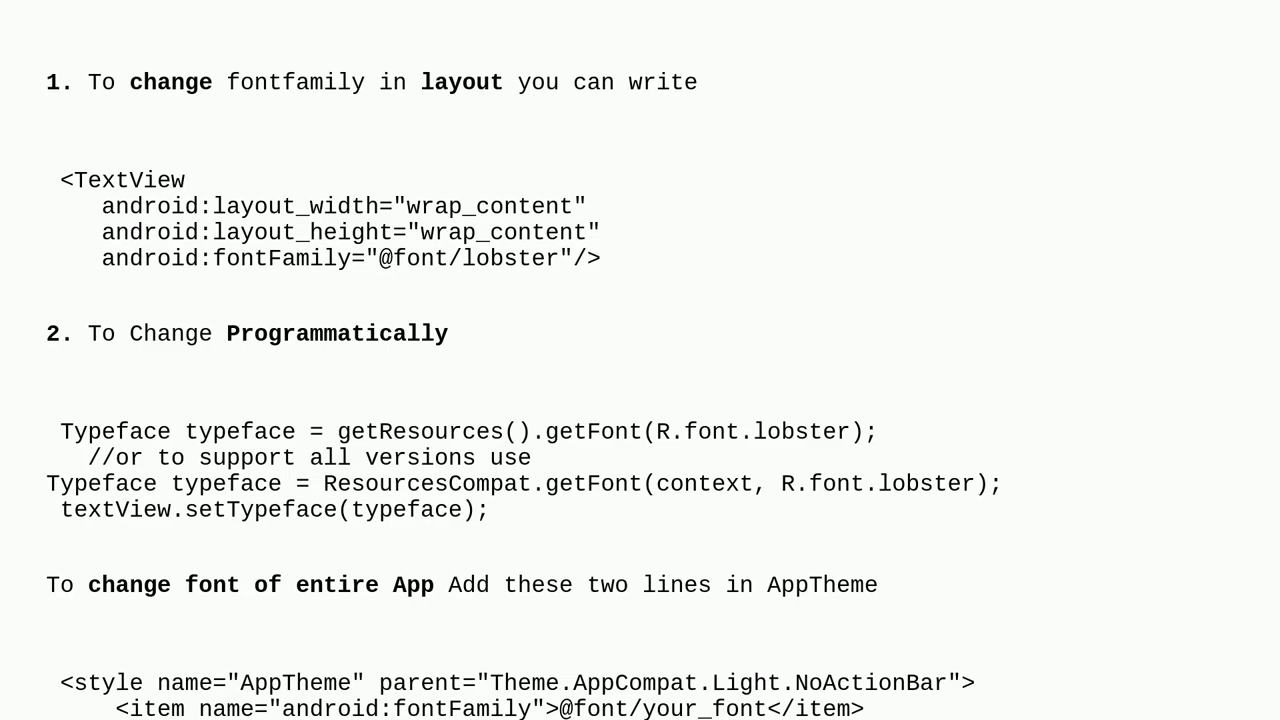 1. To change fontfamily in layout you can write
<TextView
android:layout_width="wrap_content"
android:layout_height="wrap_content"
android:fontFamily="@font/lobster"/>
2. To Change Programmatically
Typeface typeface = getResources().getFont(R.font.lobster);
//or to support all versions use
Typeface typeface = ResourcesCompat.getFont(context, R.font.lobster);
textView.setTypeface(typeface);
To change font of entire App Add these two lines in AppTheme
<style name="AppTheme" parent="Theme.AppCompat.Light.NoActionBar">
<item name="android:fontFamily">@font/your_font</item>